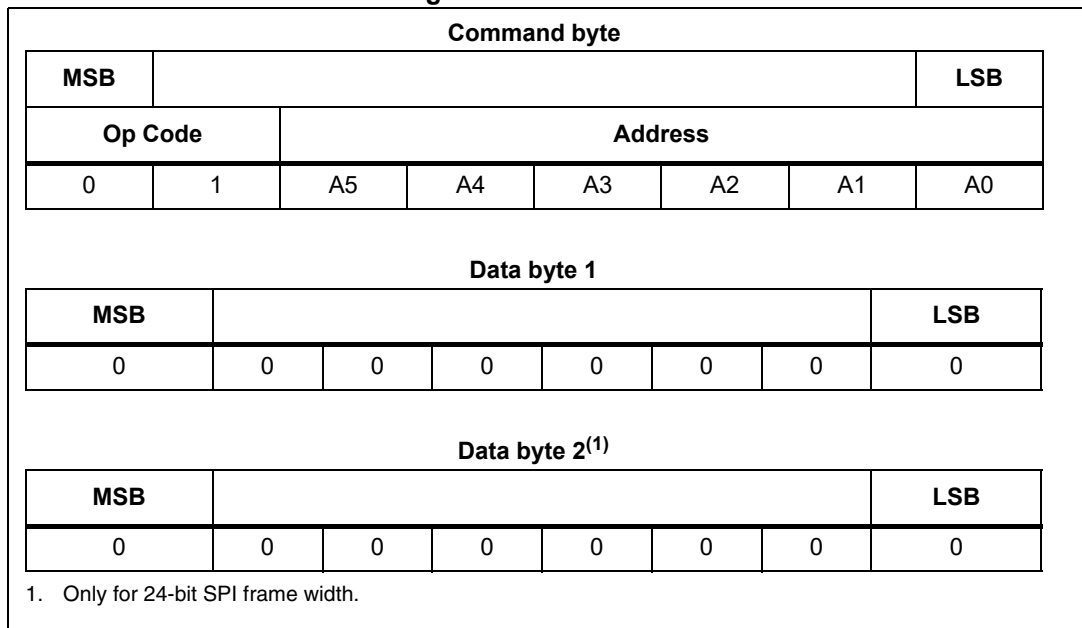 Command byte
MSB LSB
Op Code Address
0 1 A5 A4 A3 A2 A1 A0
Data byte 1
MSB LSB
0 0 0 0 0 0 0 0
Data byte 2(1)
MSB LSB
0 0 0 0 0 0 0 0
1. Only for 24-bit SPI frame width.